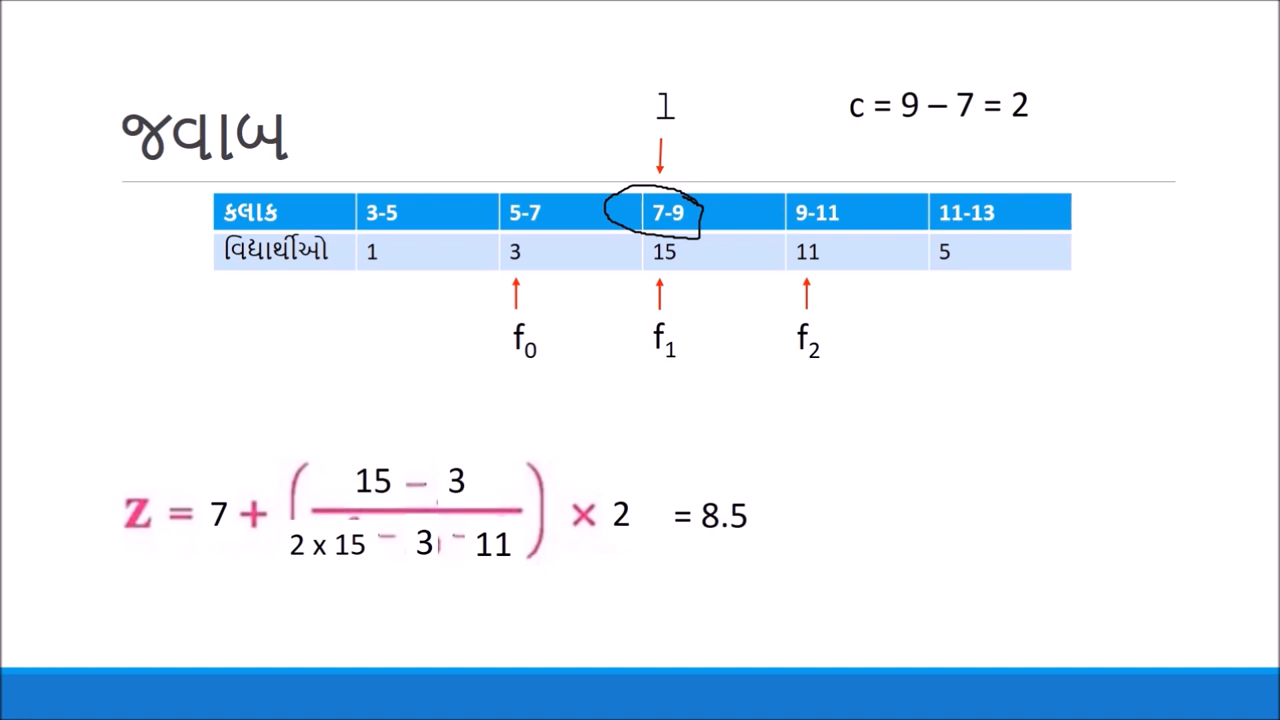 l
c = 9 – 7 = 2
જવાબ
કલાક 3-5 5-7 7-9 9-11 11-13
વિદ્યાર્થીઓ 1 3 15 11 5
f₀ f₁ f₂
15 – 3
Z = 7 + ( ) × 2 = 8.5
2 x 15 – 3 – 11